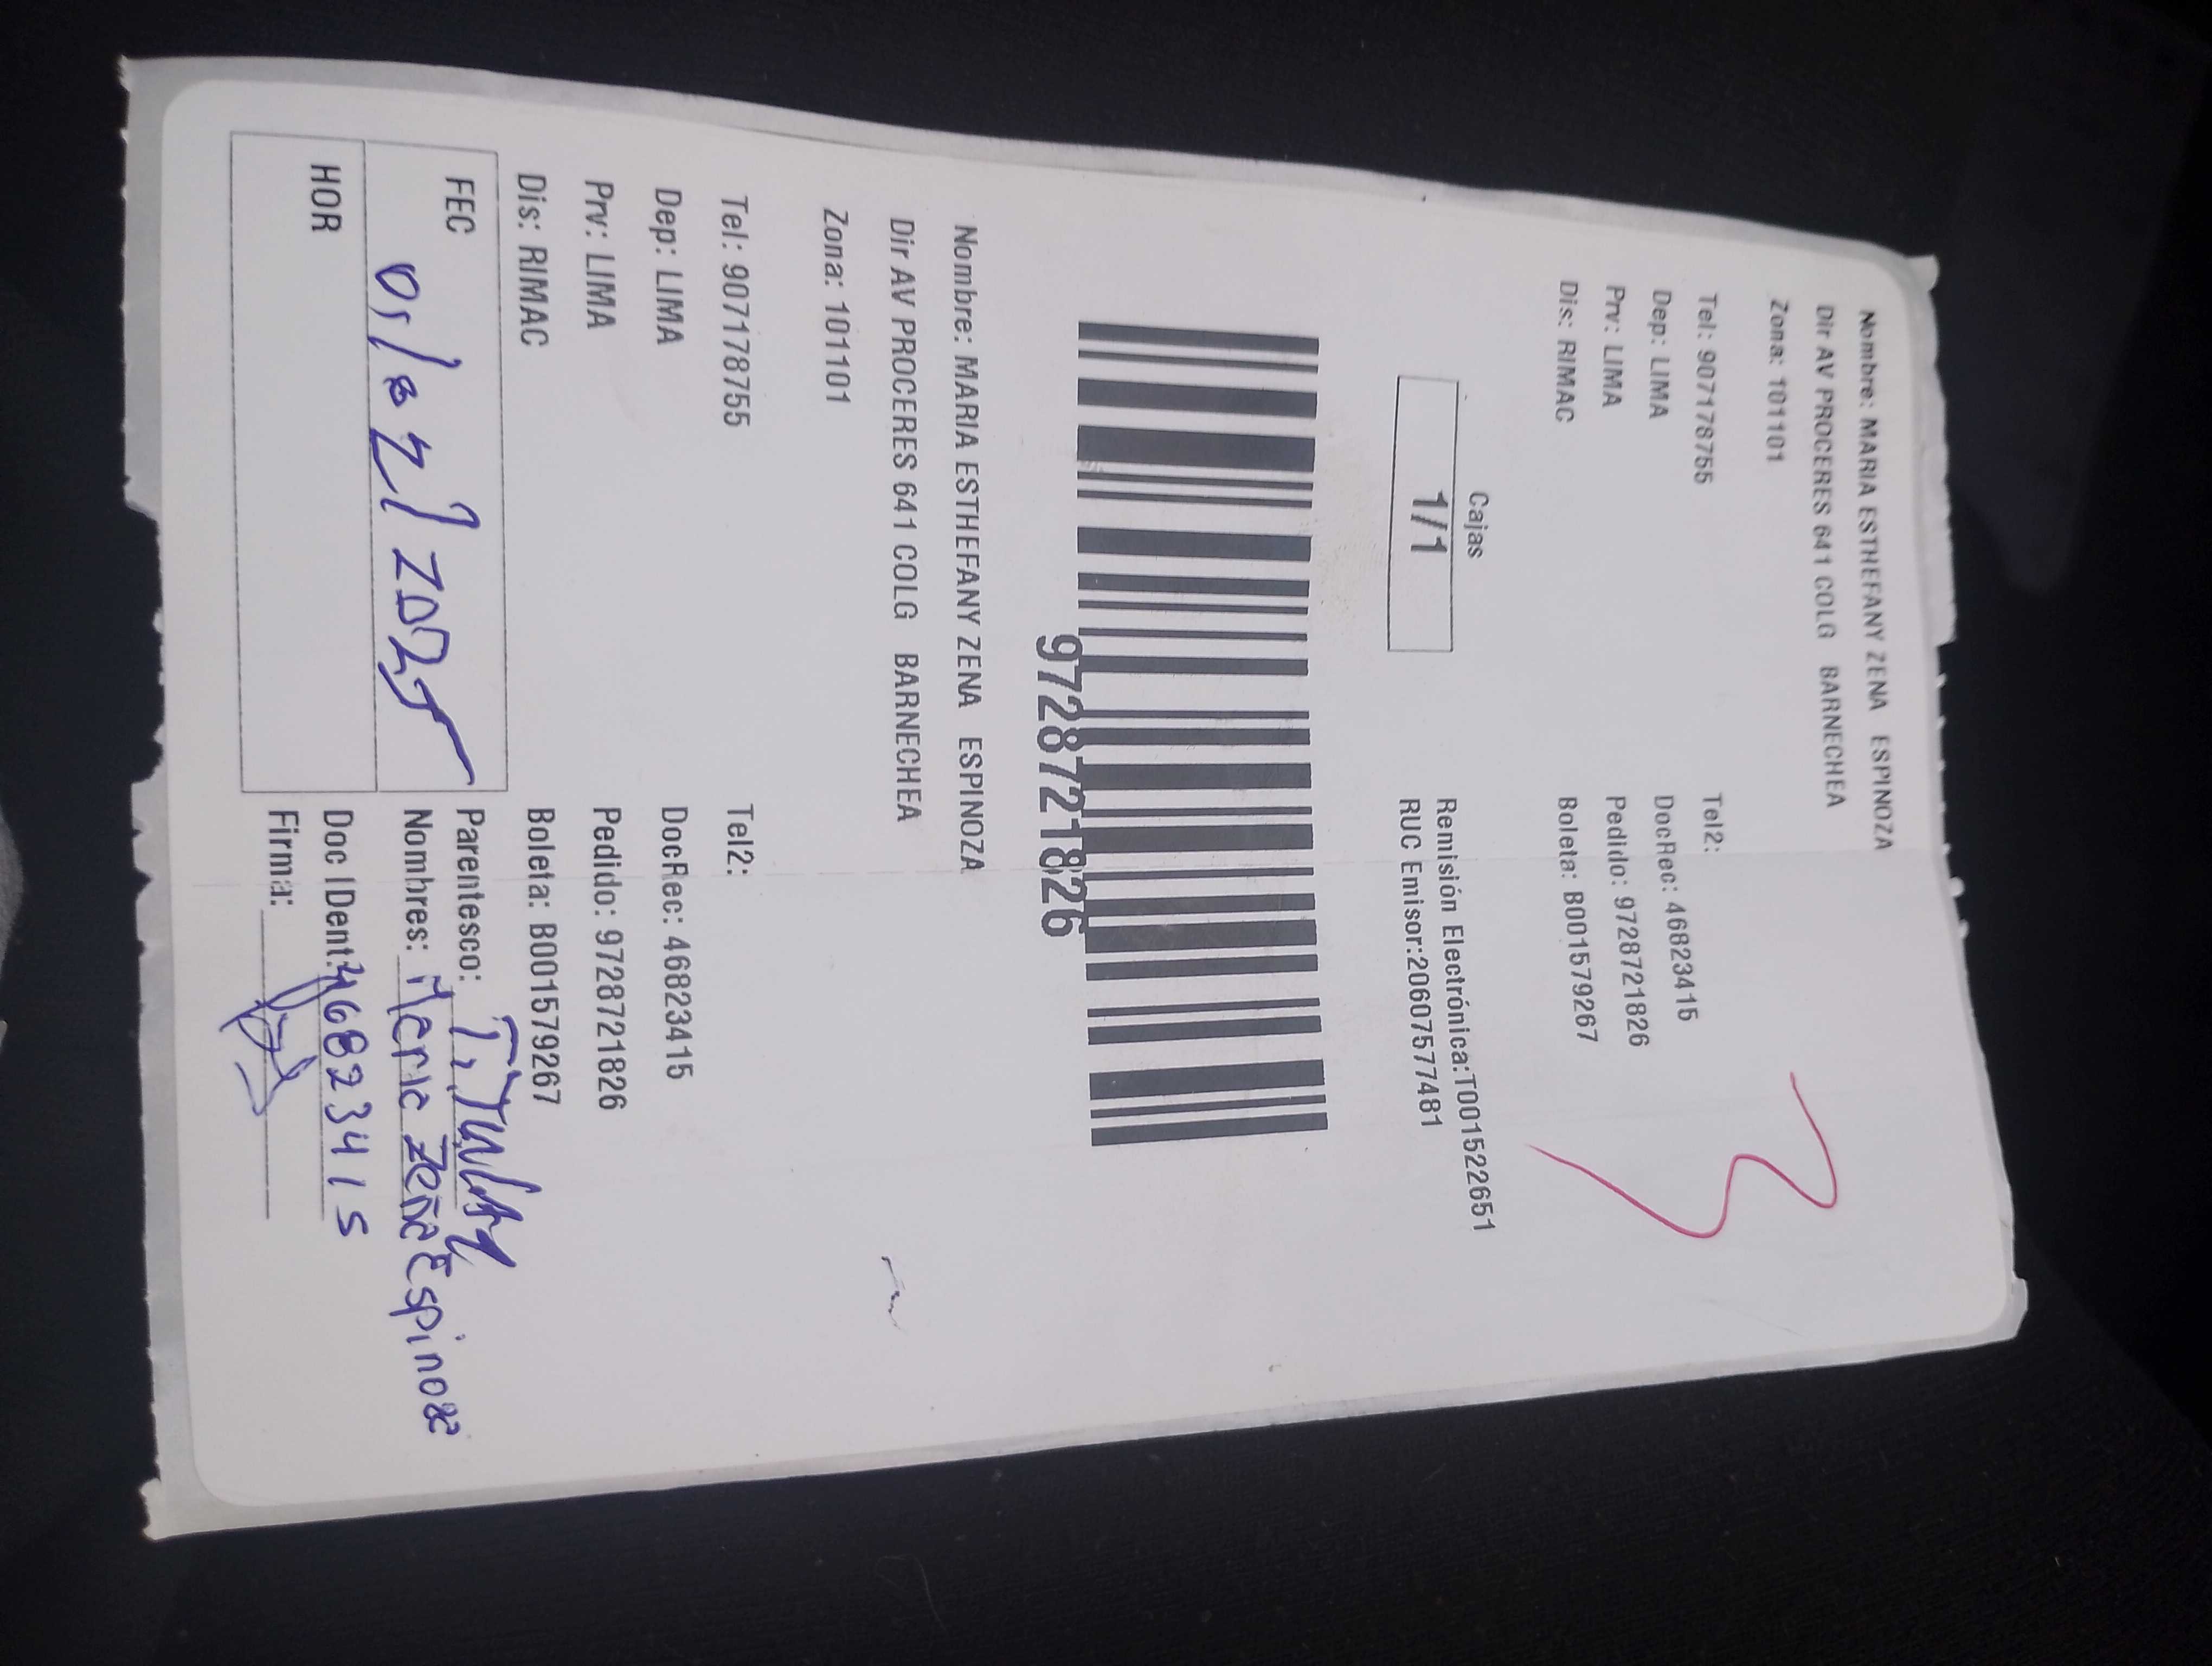 Nombre: MARIA ESTHEFANY ZENA ESPINOZA
Dir AV PROCERES 641 COLG BARNECHEA
Zona: 101101
Tel: 907178755 Tel2:
Dep: LIMA DocRec: 46823415
Prv: LIMA Pedido: 9728721826
Dis: RIMAC Boleta: B001579267
Cajas
1/1
Remisión Electrónica:T001522651
RUC Emisor:20607577481
9728721826
Nombre: MARIA ESTHEFANY ZENA ESPINOZA
Dir AV PROCERES 641 COLG BARNECHEA
Zona: 101101
Tel: 907178755 Tel2:
Dep: LIMA DocRec: 46823415
Prv: LIMA Pedido: 9728721826
Dis: RIMAC Boleta: B001579267
FEC
HOR
Parentesco:
Nombres: Maria Zena Espinoza
Doc IDent: 46823415
Firma: